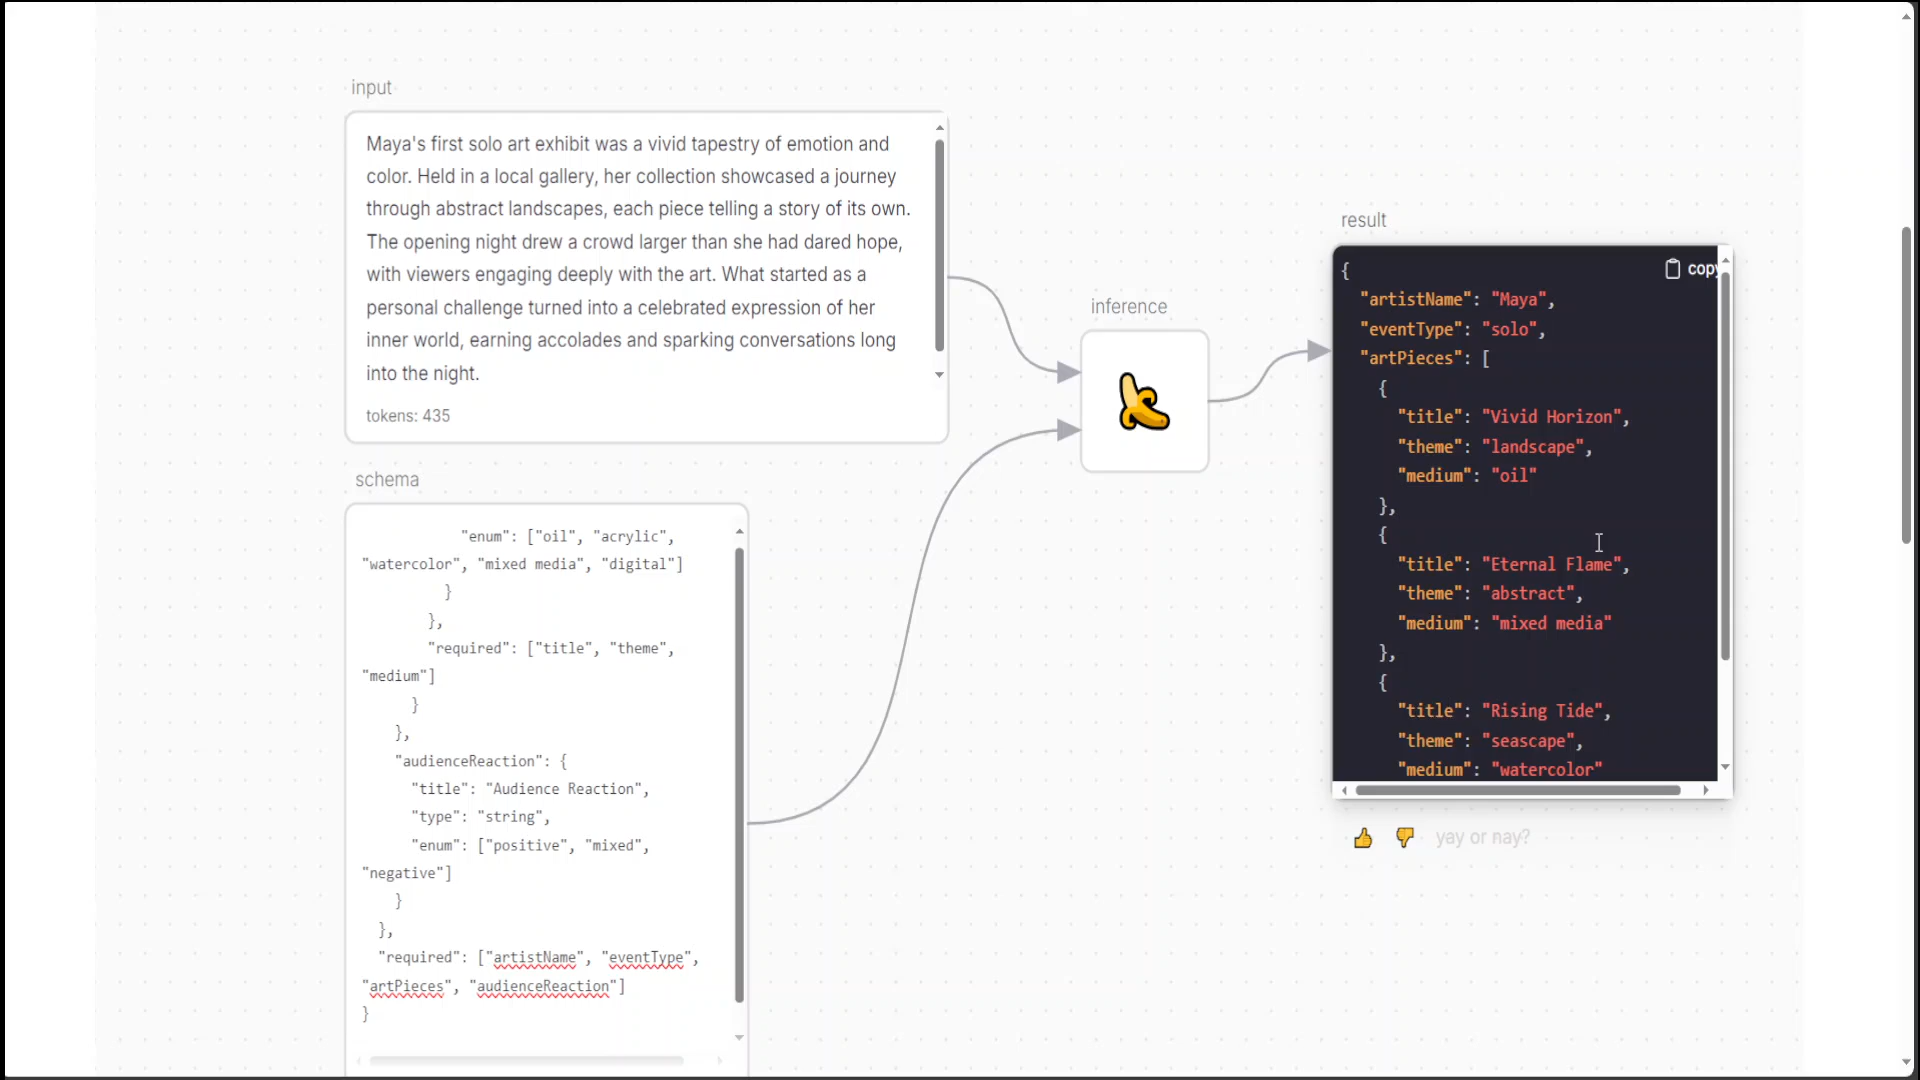 input
Maya's first solo art exhibit was a vivid tapestry of emotion and
color. Held in a local gallery, her collection showcased a journey
through abstract landscapes, each piece telling a story of its own.
The opening night drew a crowd larger than she had dared hope,
with viewers engaging deeply with the art. What started as a
personal challenge turned into a celebrated expression of her
inner world, earning accolades and sparking conversations long
into the night.
tokens: 435
schema
"enum": ["oil", "acrylic",
"watercolor", "mixed media", "digital"]
}
},
"required": ["title", "theme",
"medium"]
}
},
"audienceReaction": {
"title": "Audience Reaction",
"type": "string",
"enum": ["positive", "mixed",
"negative"]
}
},
"required": ["artistName", "eventType",
"artPieces", "audienceReaction"]
}
inference
result
copy
{
"artistName": "Maya",
"eventType": "solo",
"artPieces": [
{
"title": "Vivid Horizon",
"theme": "landscape",
"medium": "oil"
},
{
"title": "Eternal Flame",
"theme": "abstract",
"medium": "mixed media"
},
{
"title": "Rising Tide",
"theme": "seascape",
"medium": "watercolor"
yay or nay?